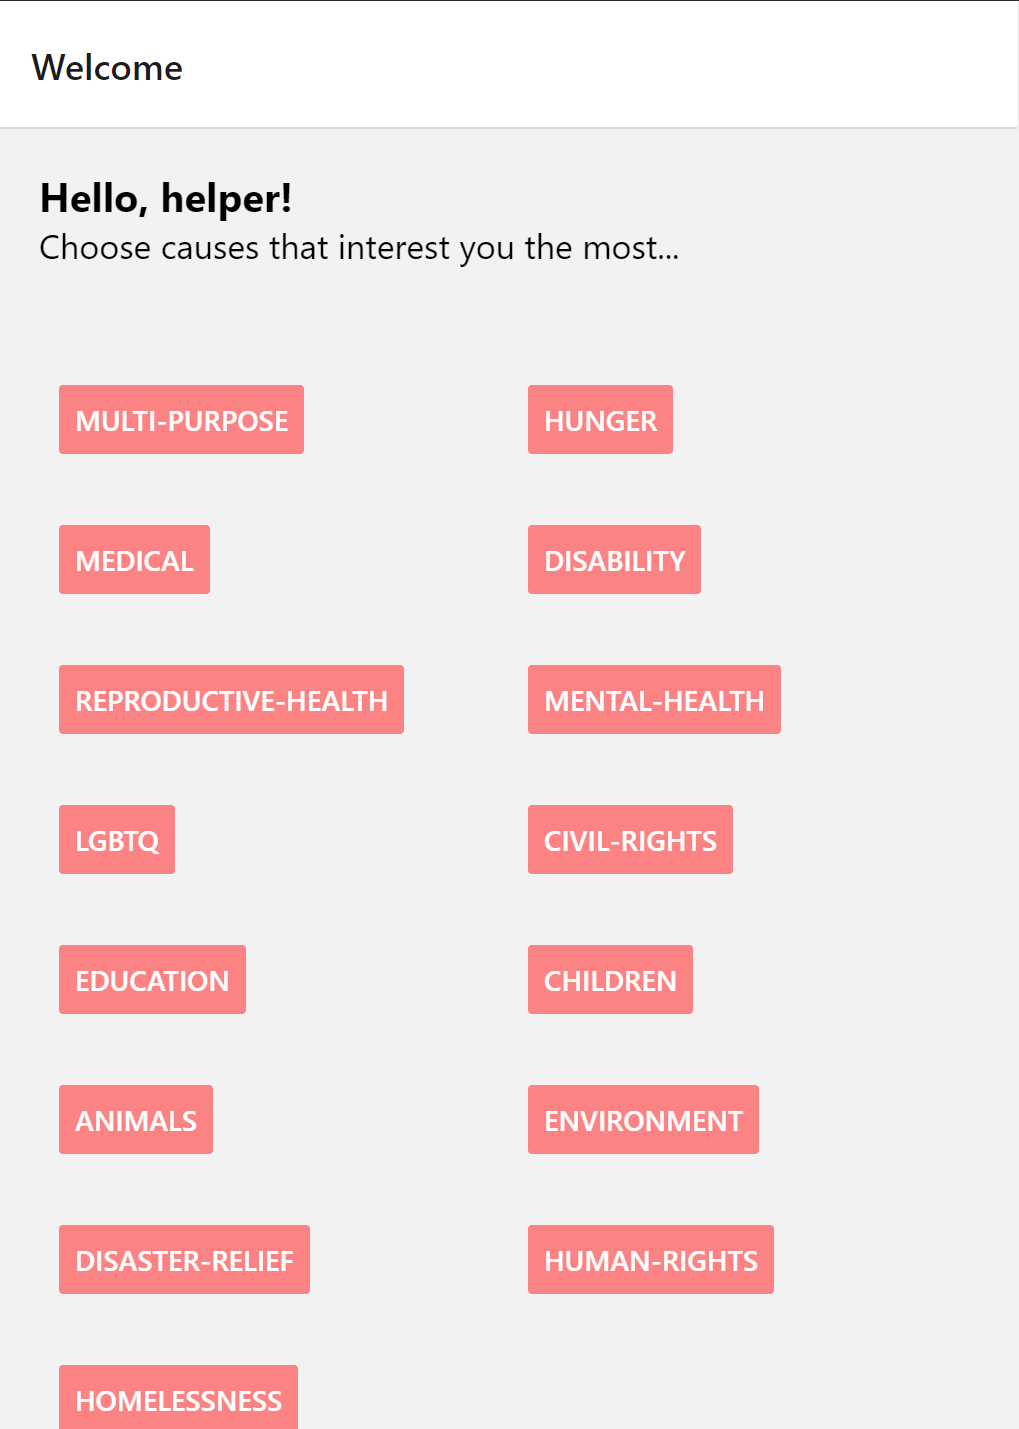 Welcome
Hello, helper!
Choose causes that interest you the most...
MULTI-PURPOSE
HUNGER
MEDICAL
DISABILITY
REPRODUCTIVE-HEALTH
MENTAL-HEALTH
LGBTQ
CIVIL-RIGHTS
EDUCATION
CHILDREN
ANIMALS
ENVIRONMENT
DISASTER-RELIEF
HUMAN-RIGHTS
HOMELESSNESS